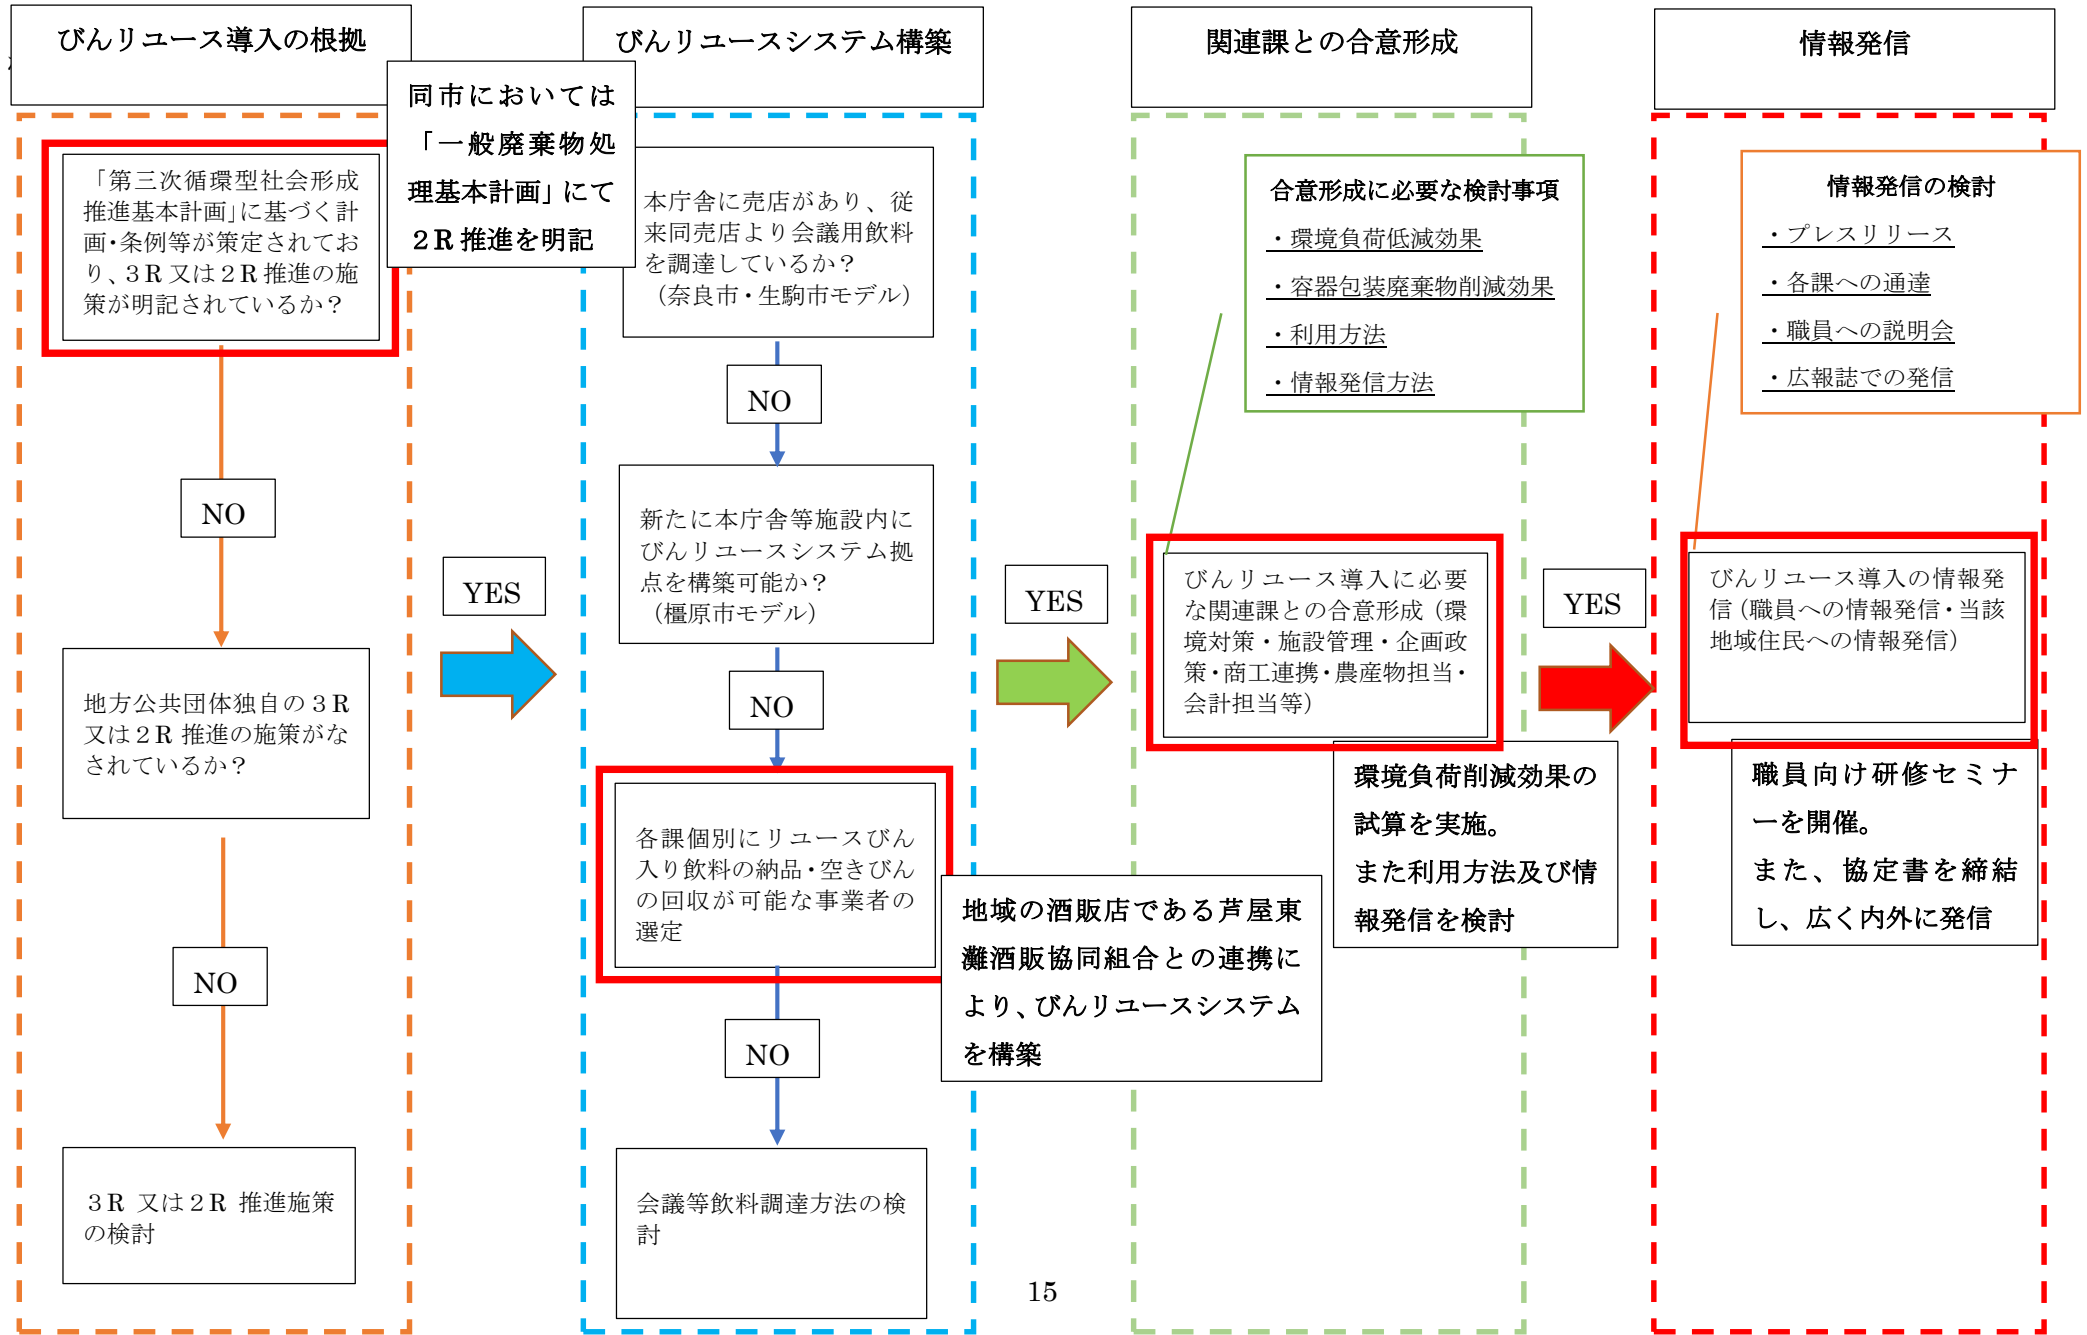 びんリユース導入の根拠
同市においては
「一般廃棄物処
理基本計画」にて
２R推進を明記
「第三次循環型社会形成
推進基本計画」に基づく計
画・条例等が策定されてお
り、３R又は２R推進の施
策が明記されているか？
NO
地方公共団体独自の３R
又は２R 推進の施策がな
されているか？
NO
３R 又は２R 推進施策
の検討
YES
びんリユースシステム構築
本庁舎に売店があり、従
来同売店より会議用飲料
を調達しているか？
（奈良市・生駒市モデル）
NO
新たに本庁舎等施設内に
びんリユースシステム拠
点を構築可能か？
（橿原市モデル）
NO
各課個別にリユースびん
入り飲料の納品・空きびん
の回収が可能な事業者の
選定
地域の酒販店である芦屋東
灘酒販協同組合との連携に
より、びんリユースシステム
を構築
NO
会議等飲料調達方法の検
討
YES
関連課との合意形成
合意形成に必要な検討事項
・環境負荷低減効果
・容器包装廃棄物削減効果
・利用方法
・情報発信方法
びんリユース導入に必要
な関連課との合意形成（環
境対策・施設管理・企画政
策・商工連携・農産物担当・
会計担当等）
環境負荷削減効果の
試算を実施。
また利用方法及び情
報発信を検討
YES
情報発信
情報発信の検討
・プレスリリース
・各課への通達
・職員への説明会
・広報誌での発信
びんリユース導入の情報発
信（職員への情報発信・当該
地域住民への情報発信）
職員向け研修セミナ
ーを開催。
また、協定書を締結
し、広く内外に発信
15